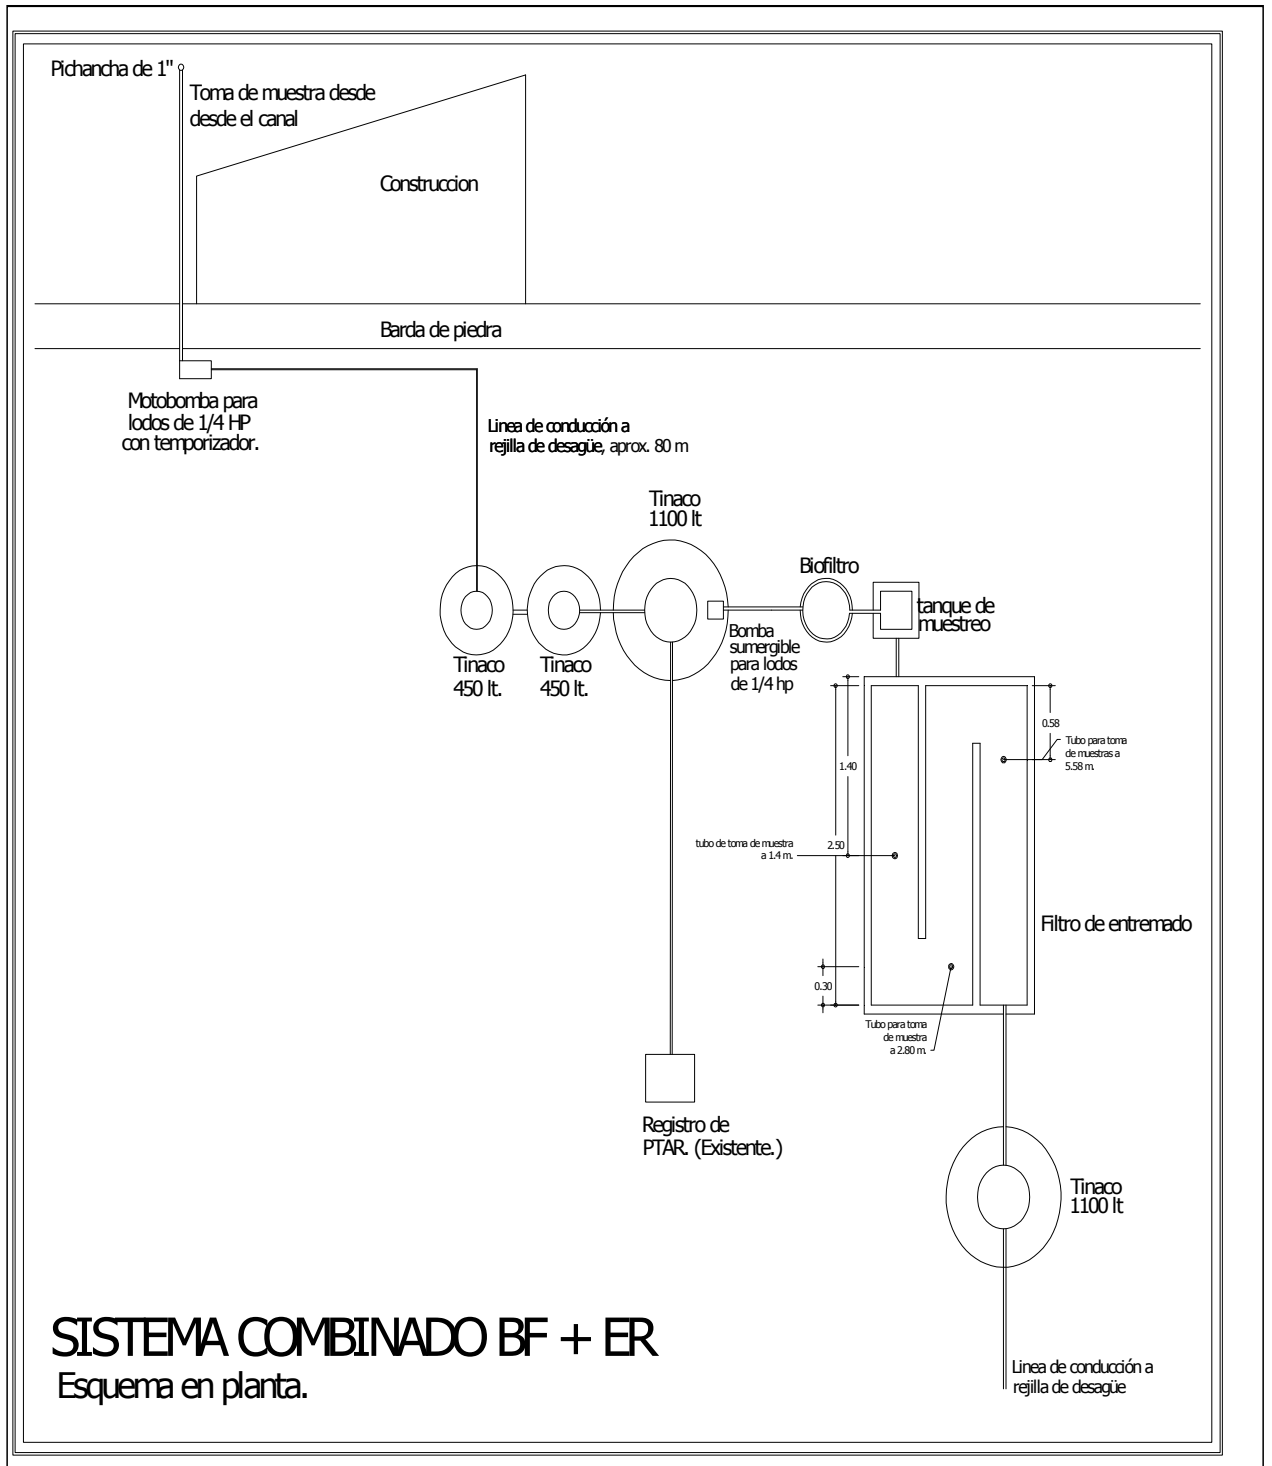 Pichancha de 1"
Toma de muestra desde
desde el canal
Construccion
Barda de piedra
Motobomba para
lodos de 1/4 HP
con temporizador.
Linea de conducción a
rejilla de desagüe, aprox. 80 m
Tinaco
1100 lt
Biofiltro
tanque de
muestreo
Tinaco
450 lt.
Tinaco
450 lt.
Bomba
sumergible
para lodos
de 1/4 hp
0.58
Tubo para toma
de muestras a
5.58 m.
1.40
tubo de toma de muestra
a 1.4 m.
2.50
Filtro de entremado
0.30
Tubo para toma
de muestra
a 2.80 m.
Registro de
PTAR. (Existente.)
Tinaco
1100 lt
SISTEMA COMBINADO BF + ER
Esquema en planta.
Linea de conducción a
rejilla de desagüe